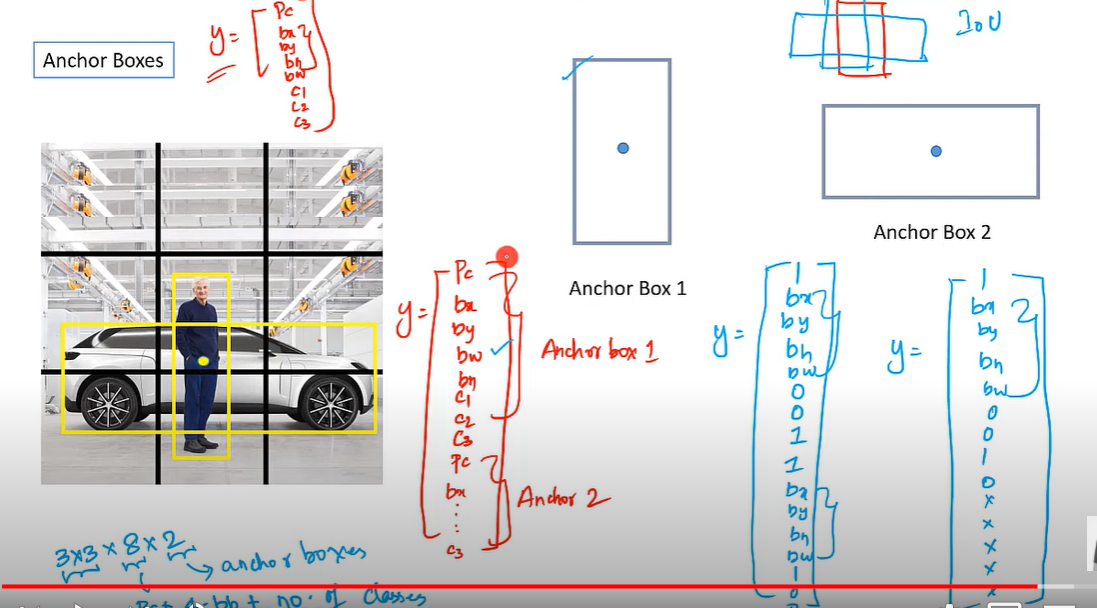 Anchor Boxes
y=
Pc
bx
by
bh
bw
c1
c2
c3
IoU
Anchor Box 1
Anchor Box 2
y=
Pc
bx
by
bw
bh
c1
c2
c3
Pc
bx
:
:
c3
Anchor box 1
Anchor 2
y=
1
bx
by
bh
bw
0
0
1
1
bx
by
bh
bw
1
0
y=
1
bx
by
bh
bw
0
0
1
0
x
x
x
x
x
3x3 x 8 x 2
anchor boxes
bb + no. of classes